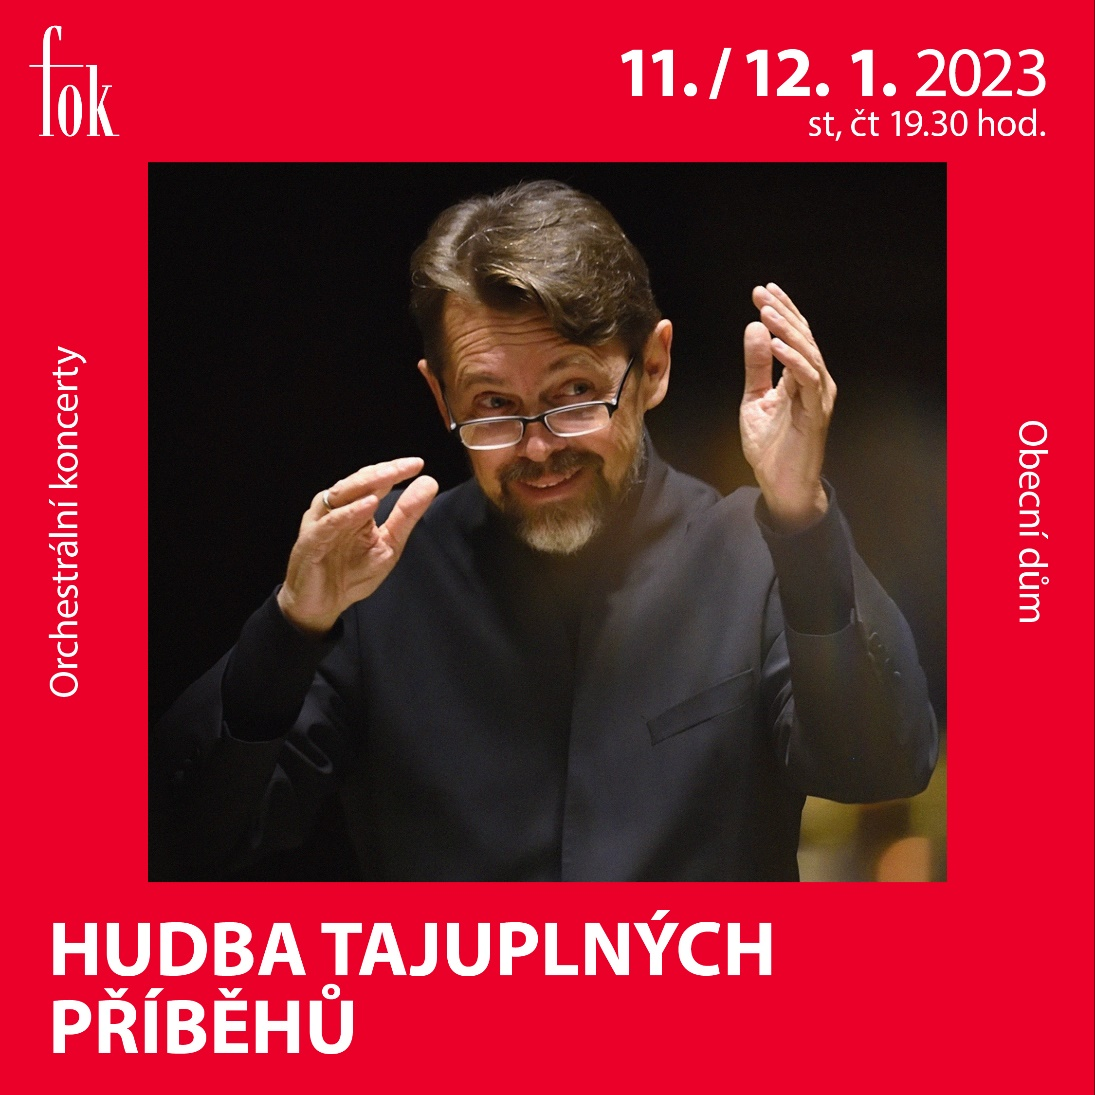 fok
11. / 12. 1. 2023
st, čt 19.30 hod.
Orchestrální koncerty
Obecní dům
HUDBA TAJUPLNÝCH
PŘÍBĚHŮ